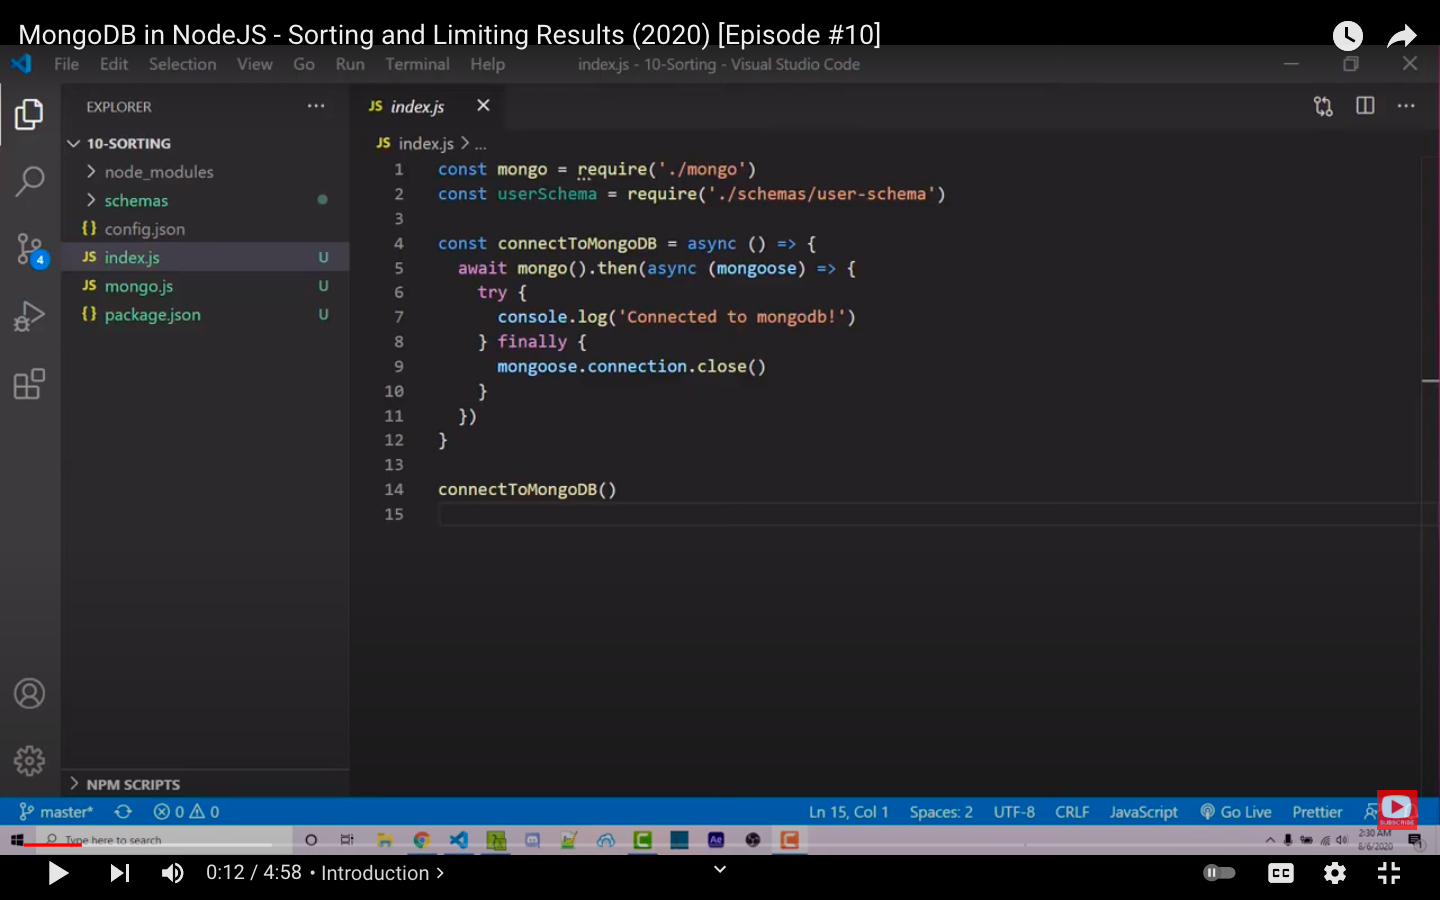 MongoDB in NodeJS - Sorting and Limiting Results (2020) [Episode #10]
File Edit Selection View Go Run Terminal Help index.js - 10-Sorting - Visual Studio Code
EXPLORER
10-SORTING
node_modules
schemas
{} config.json
JS index.js U
JS mongo.js U
{} package.json U
4
NPM SCRIPTS
JS index.js
JS index.js > ...
1 const mongo = require('./mongo')
2 const userSchema = require('./schemas/user-schema')
3
4 const connectToMongoDB = async () => {
5 await mongo().then(async (mongoose) => {
6 try {
7 console.log('Connected to mongodb!')
8 } finally {
9 mongoose.connection.close()
10 }
11 })
12 }
13
14 connectToMongoDB()
15
master* 0 0 Ln 15, Col 1 Spaces: 2 UTF-8 CRLF JavaScript Go Live Prettier
SUBSCRIBE
Type here to search Ae 2:30 AM
8/6/2020 1
0:12 / 4:58 • Introduction › CC